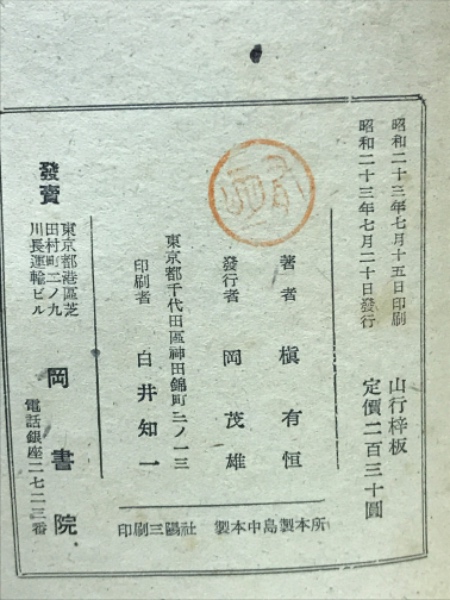 昭和二十三年七月十五日印刷
昭和二十三年七月二十日發行
山行梓板
定價二百三十圓
著者 槇有恒
發行者 岡茂雄
東京都千代田區神田錦町二ノ一三
印刷者 白井知一
印刷三陽社 製本中島製本所
發賣
東京都港區芝
田村町二ノ九
川長運輸ビル
岡書院
電話銀座二七二三番